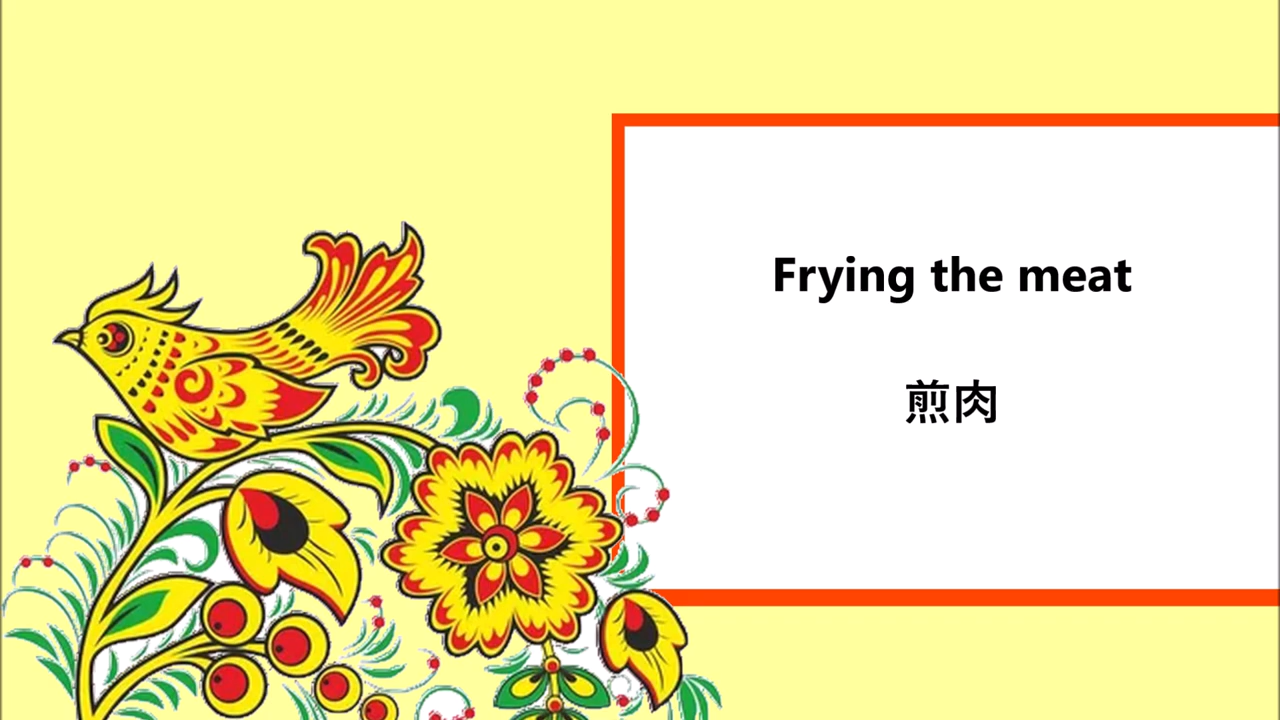 Frying the meat
煎肉